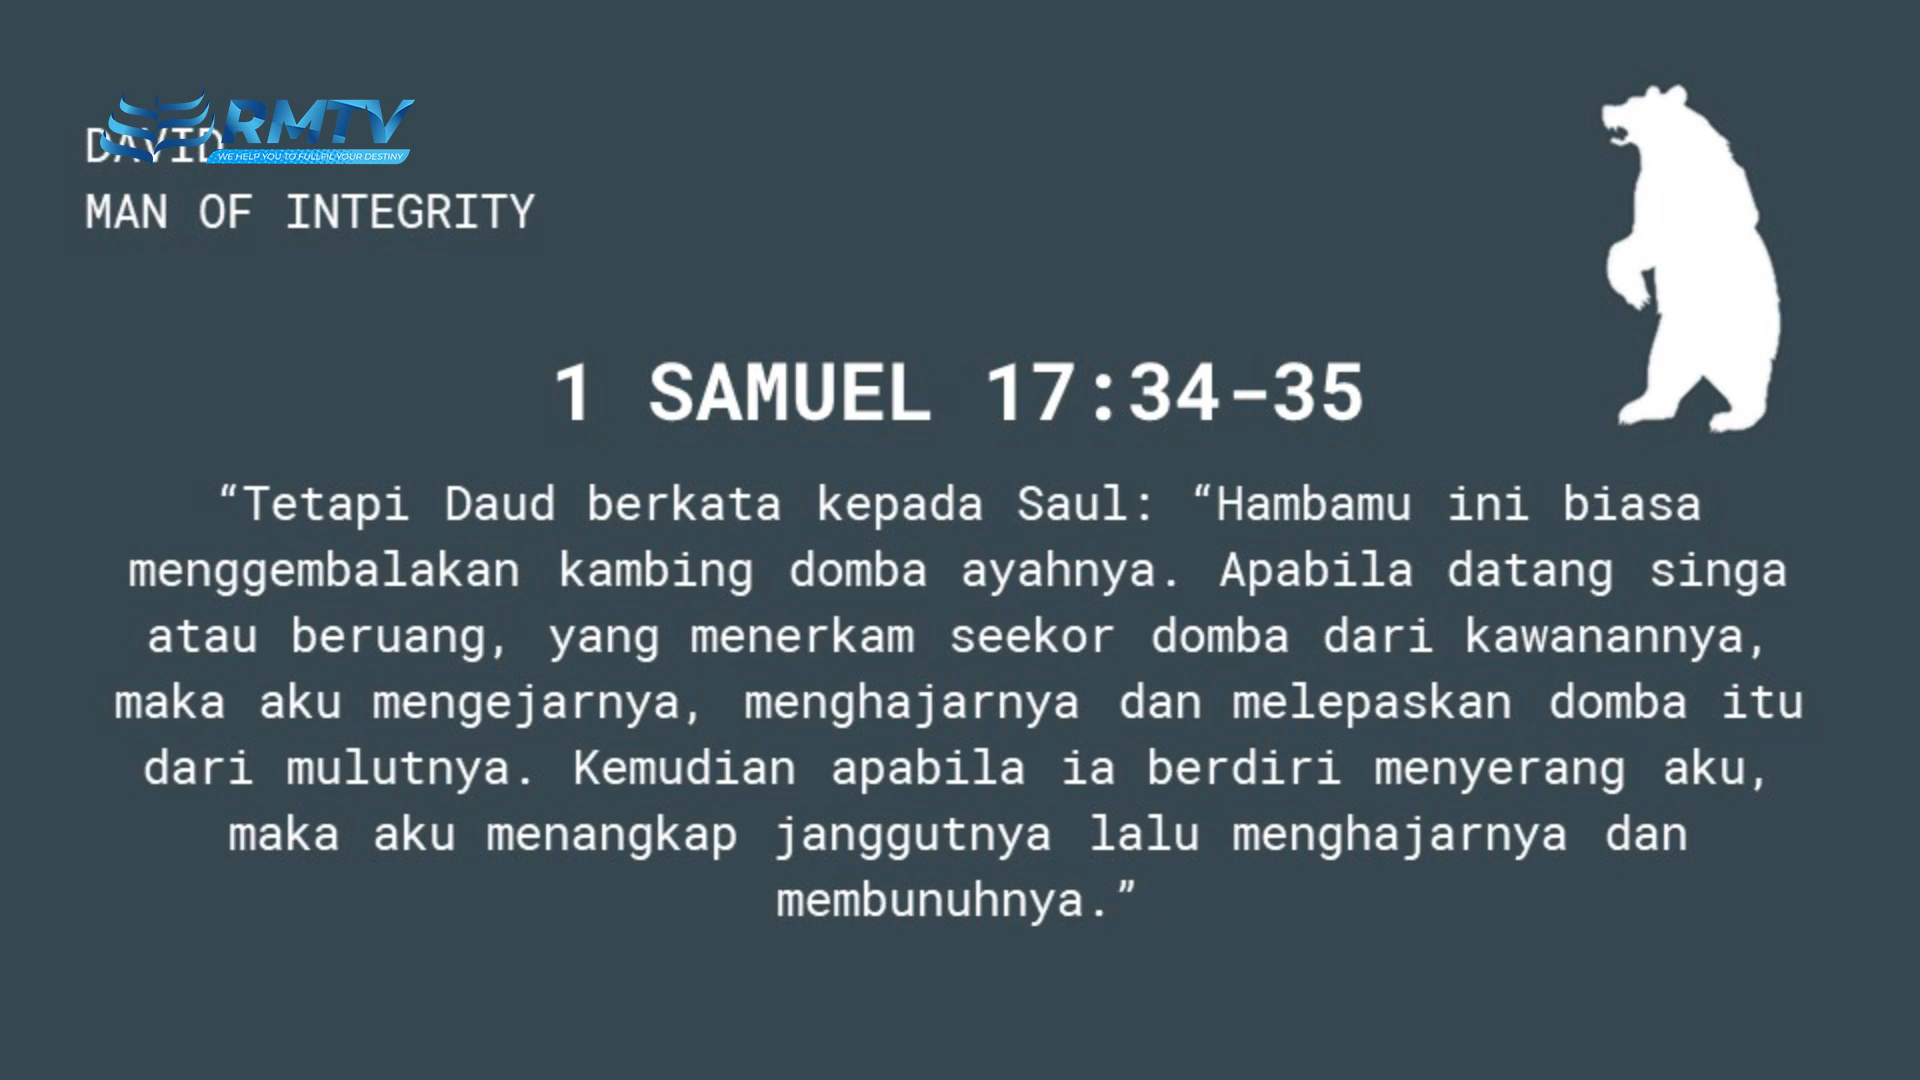 RMTV
WE HELP YOU TO FULLFIL YOUR DESTINY
DAVID
MAN OF INTEGRITY
1 SAMUEL 17:34-35
“Tetapi Daud berkata kepada Saul: “Hambamu ini biasa
menggembalakan kambing domba ayahnya. Apabila datang singa
atau beruang, yang menerkam seekor domba dari kawanannya,
maka aku mengejarnya, menghajarnya dan melepaskan domba itu
dari mulutnya. Kemudian apabila ia berdiri menyerang aku,
maka aku menangkap janggutnya lalu menghajarnya dan
membunuhnya.”